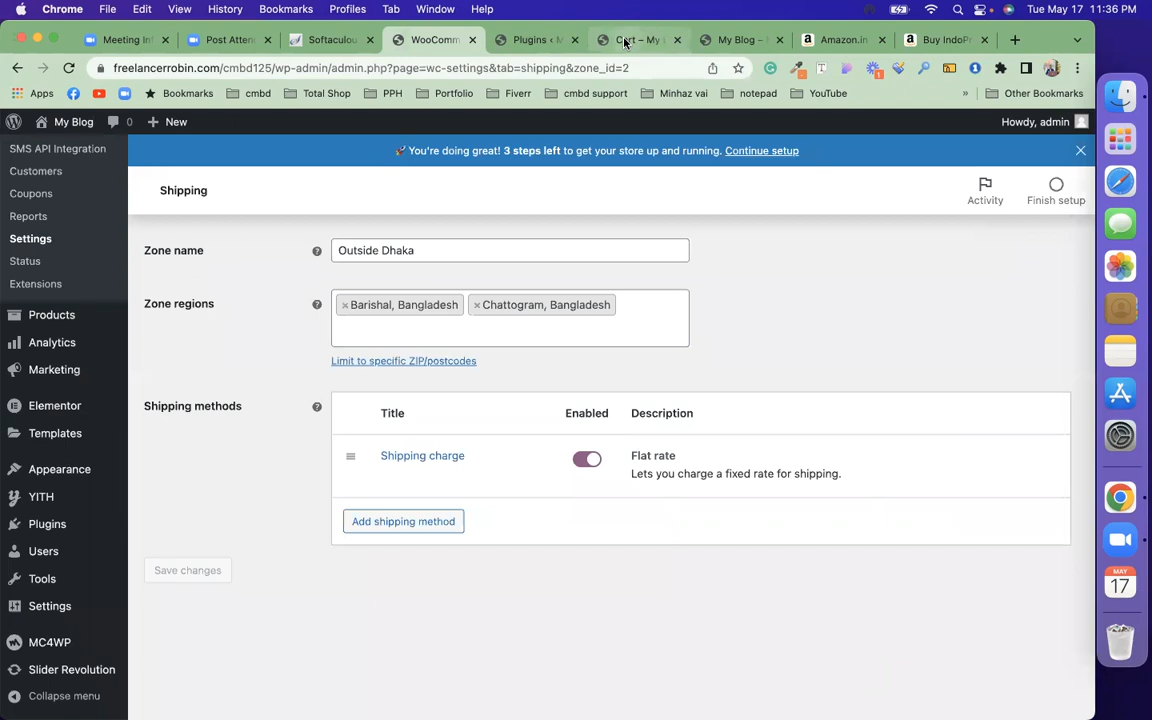 Chrome File Edit View History Bookmarks Profiles Tab Window Help Tue May 17 11:36 PM
Meeting In Post Atten Softaculou WooComm Plugins ‹ M My Blog – Amazon.in Buy IndoP
freelancerrobin.com/cmbd125/wp-admin/admin.php?page=wc-settings&tab=shipping&zone_id=2
Apps Bookmarks cmbd Total Shop PPH Portfolio Fiverr cmbd support Minhaz vai notepad YouTube » Other Bookmarks
My Blog 0 + New Howdy, admin
SMS API Integration
Customers
Coupons
Reports
Settings
Status
Extensions
Products
Analytics
Marketing
Elementor
Templates
Appearance
YITH
Plugins
Users
Tools
Settings
MC4WP
Slider Revolution
Collapse menu
🚀 You're doing great! 3 steps left to get your store up and running. Continue setup
Shipping
Activity
Finish setup
Zone name
Outside Dhaka
Zone regions
×Barishal, Bangladesh ×Chattogram, Bangladesh
Limit to specific ZIP/postcodes
Shipping methods
Title Enabled Description
Shipping charge Flat rate
Lets you charge a fixed rate for shipping.
Add shipping method
Save changes
MAY
17